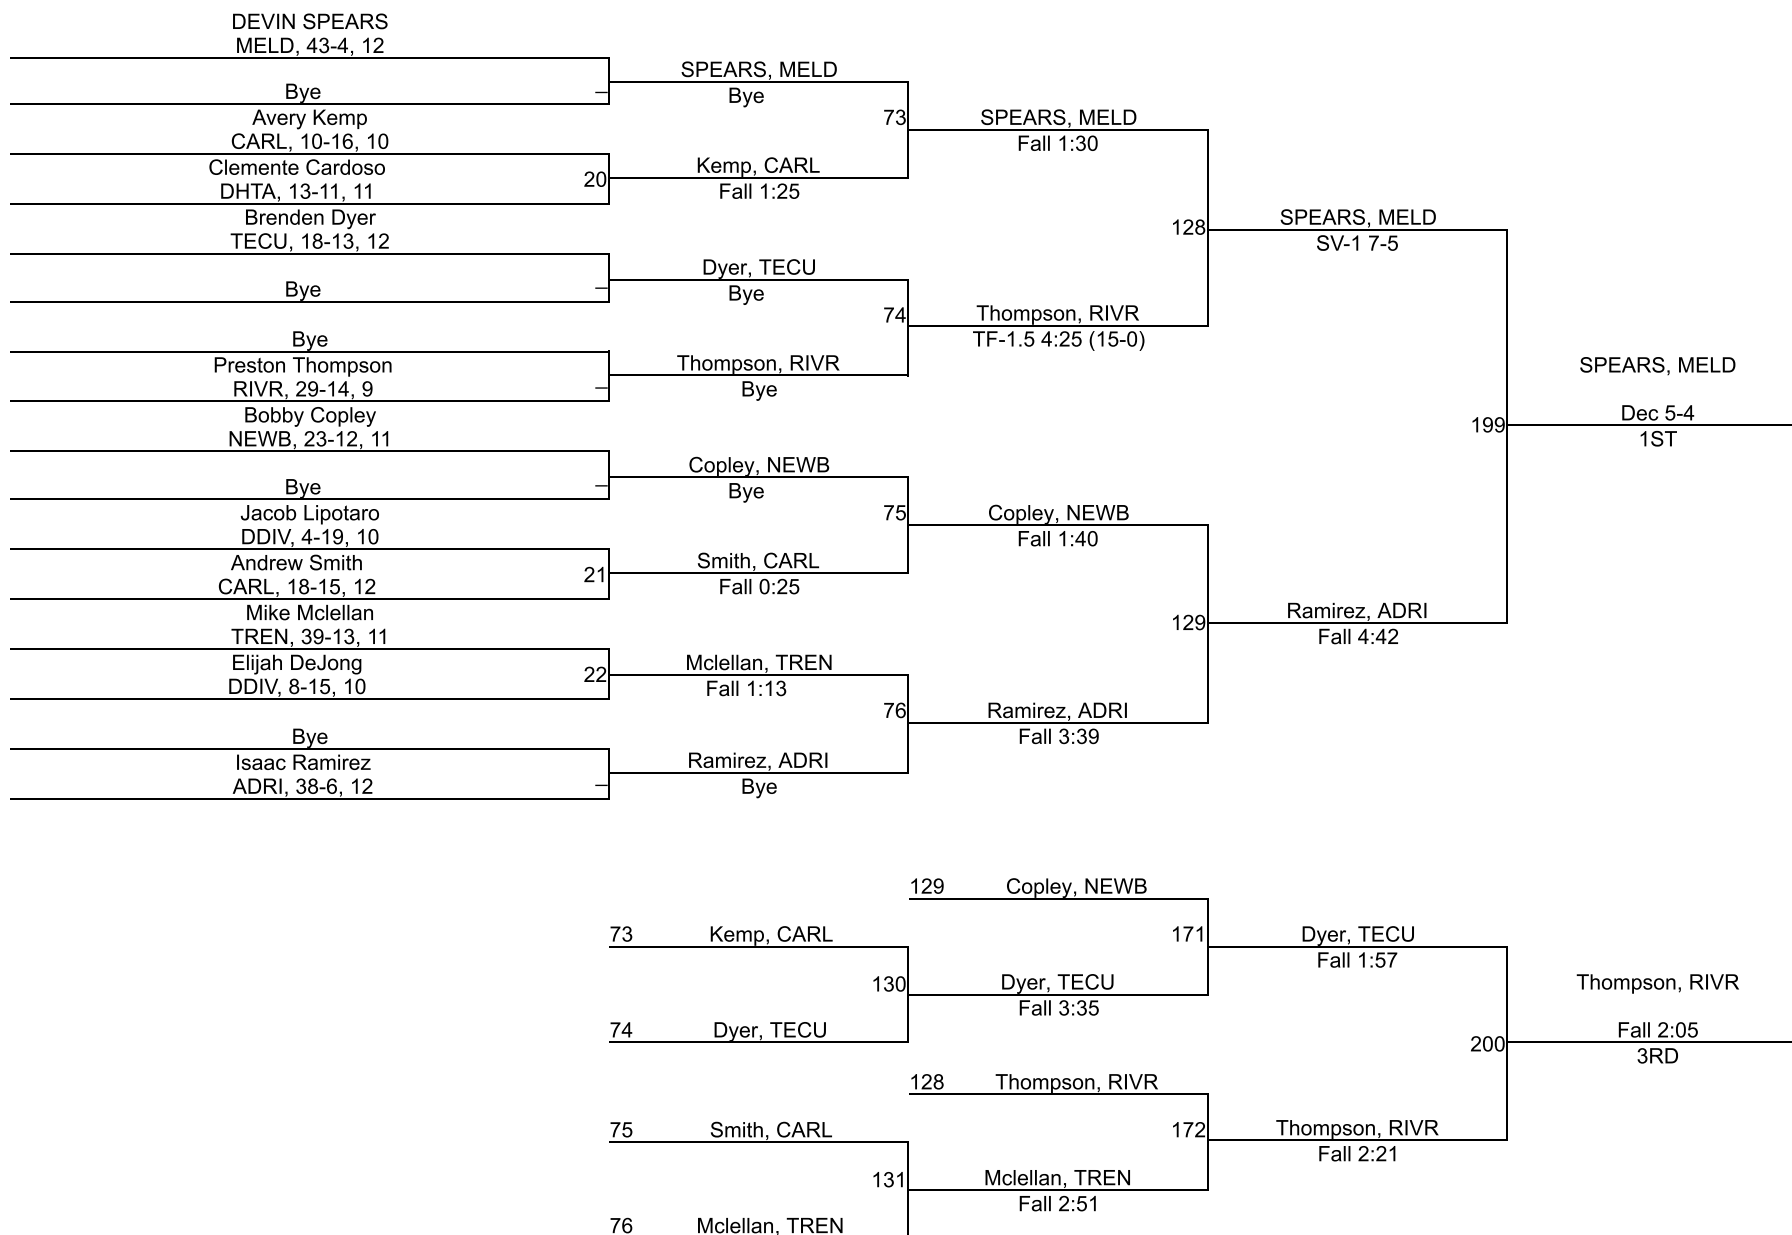 DEVIN SPEARS
MELD, 43-4, 12
Bye
–
Avery Kemp
CARL, 10-16, 10
Clemente Cardoso
DHTA, 13-11, 11
20
Brenden Dyer
TECU, 18-13, 12
Bye
–
Bye
Preston Thompson
RIVR, 29-14, 9
–
Bobby Copley
NEWB, 23-12, 11
Bye
–
Jacob Lipotaro
DDIV, 4-19, 10
Andrew Smith
CARL, 18-15, 12
21
Mike Mclellan
TREN, 39-13, 11
Elijah DeJong
DDIV, 8-15, 10
22
Bye
Isaac Ramirez
ADRI, 38-6, 12
–
SPEARS, MELD
Bye
73
Kemp, CARL
Fall 1:25
Dyer, TECU
Bye
74
Thompson, RIVR
Bye
Copley, NEWB
Bye
75
Smith, CARL
Fall 0:25
Mclellan, TREN
Fall 1:13
76
Ramirez, ADRI
Bye
SPEARS, MELD
Fall 1:30
128
Thompson, RIVR
TF-1.5 4:25 (15-0)
Copley, NEWB
Fall 1:40
129
Ramirez, ADRI
Fall 3:39
SPEARS, MELD
SV-1 7-5
199
Ramirez, ADRI
Fall 4:42
SPEARS, MELD
Dec 5-4
1ST
129 Copley, NEWB
73 Kemp, CARL
171
130
Dyer, TECU
Fall 3:35
74 Dyer, TECU
Dyer, TECU
Fall 1:57
128 Thompson, RIVR
75 Smith, CARL
172
131
Mclellan, TREN
Fall 2:51
76 Mclellan, TREN
Thompson, RIVR
Fall 2:21
200
Thompson, RIVR
Fall 2:05
3RD